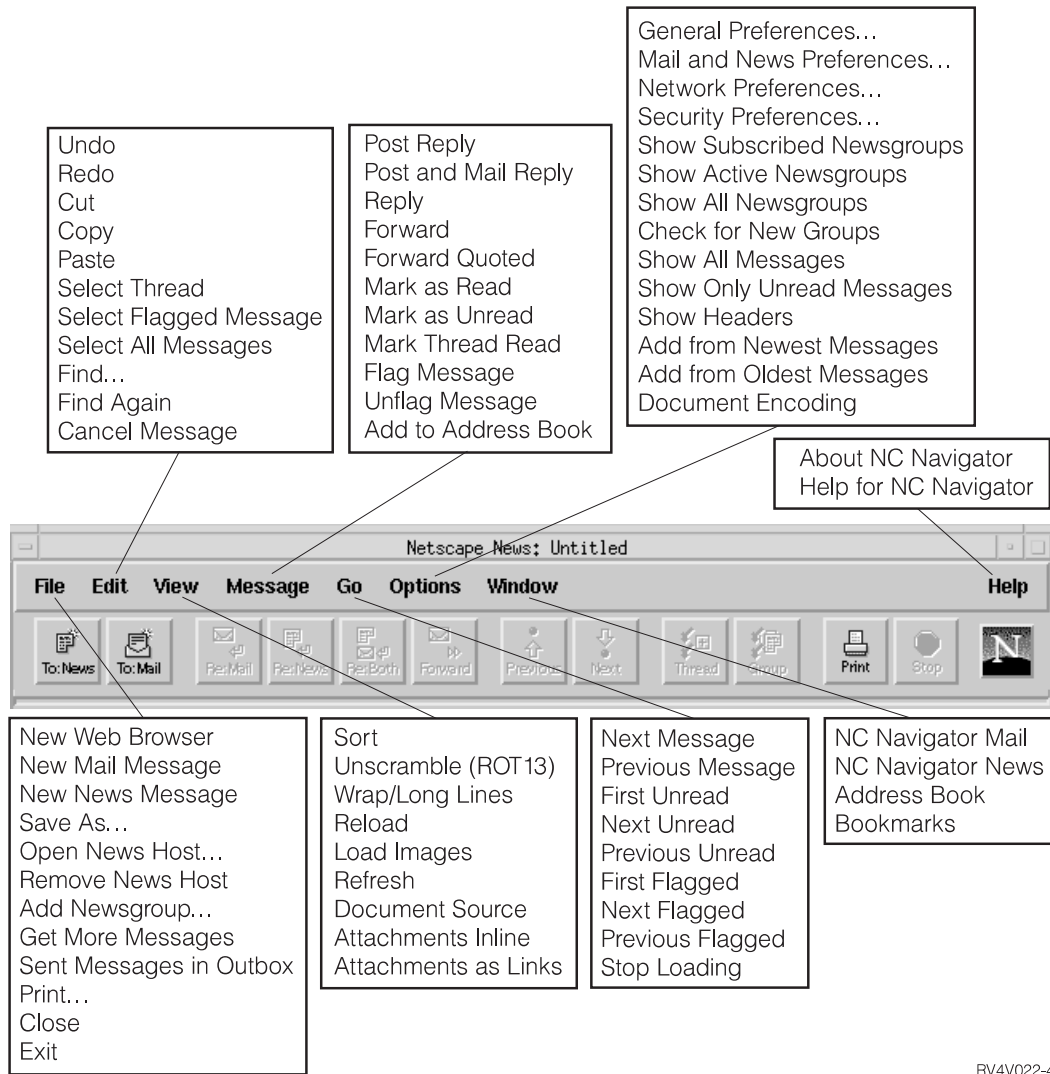 General Preferences...
Mail and News Preferences...
Network Preferences...
Security Preferences...
Show Subscribed Newsgroups
Show Active Newsgroups
Show All Newsgroups
Check for New Groups
Show All Messages
Show Only Unread Messages
Show Headers
Add from Newest Messages
Add from Oldest Messages
Document Encoding
Undo
Redo
Cut
Copy
Paste
Select Thread
Select Flagged Message
Select All Messages
Find...
Find Again
Cancel Message
Post Reply
Post and Mail Reply
Reply
Forward
Forward Quoted
Mark as Read
Mark as Unread
Mark Thread Read
Flag Message
Unflag Message
Add to Address Book
About NC Navigator
Help for NC Navigator
Netscape News: Untitled
File Edit View Message Go Options Window Help
To:News To:Mail Re:Mail Re:News Re:Both Forward Previous Next Thread Group Print Stop N
New Web Browser
New Mail Message
New News Message
Save As...
Open News Host...
Remove News Host
Add Newsgroup...
Get More Messages
Sent Messages in Outbox
Print...
Close
Exit
Sort
Unscramble (ROT13)
Wrap/Long Lines
Reload
Load Images
Refresh
Document Source
Attachments Inline
Attachments as Links
Next Message
Previous Message
First Unread
Next Unread
Previous Unread
First Flagged
Next Flagged
Previous Flagged
Stop Loading
NC Navigator Mail
NC Navigator News
Address Book
Bookmarks
RV4V022-4